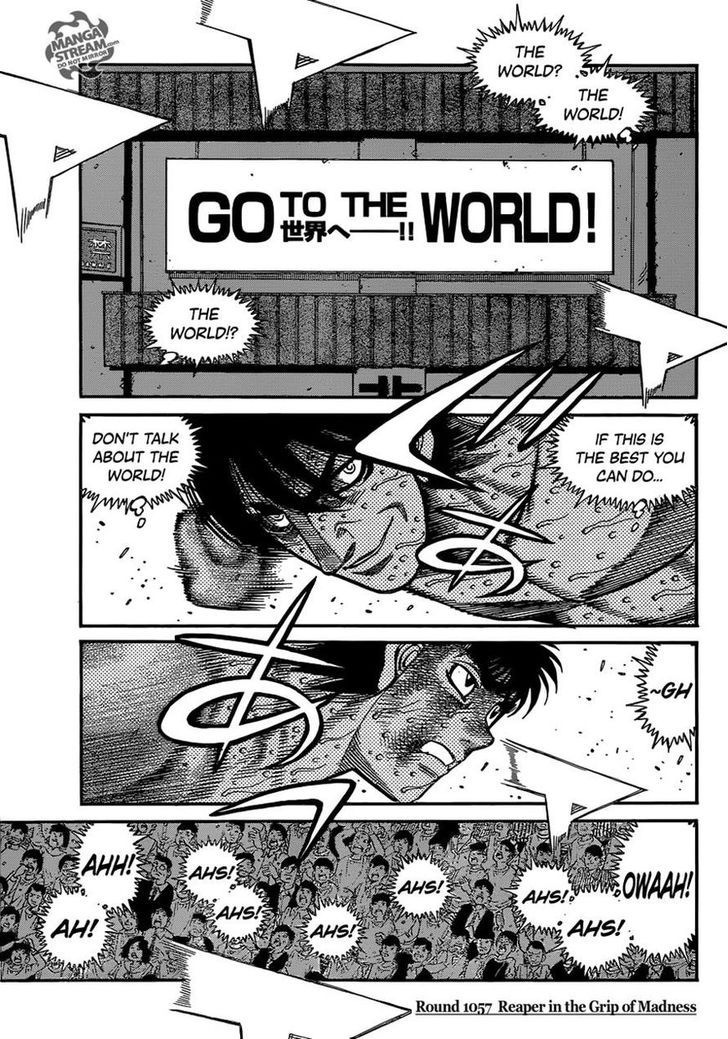 MANGA
STREAM.com
DO NOT MIRROR
THE
WORLD?
THE
WORLD!
GO TO THE WORLD!
世界へ──!!
THE
WORLD!?
IF THIS IS
THE BEST YOU
CAN DO...
DON'T TALK
ABOUT THE
WORLD!
~GH
OWAAH!
AHS!
AHS!
AHS!
AHS!
AHS!
AHS!
AHH!
AH!
Round 1057 Reaper in the Grip of Madness